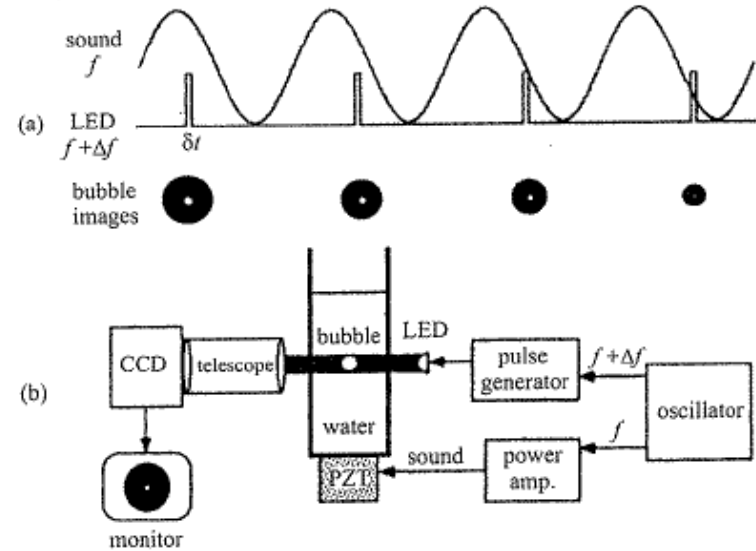 sound
f
(a)
LED
f+Δf
δt
bubble
images
(b)
CCD
telescope
bubble
LED
pulse
generator
f+Δf
oscillator
water
f
PZT
sound
power
amp.
monitor